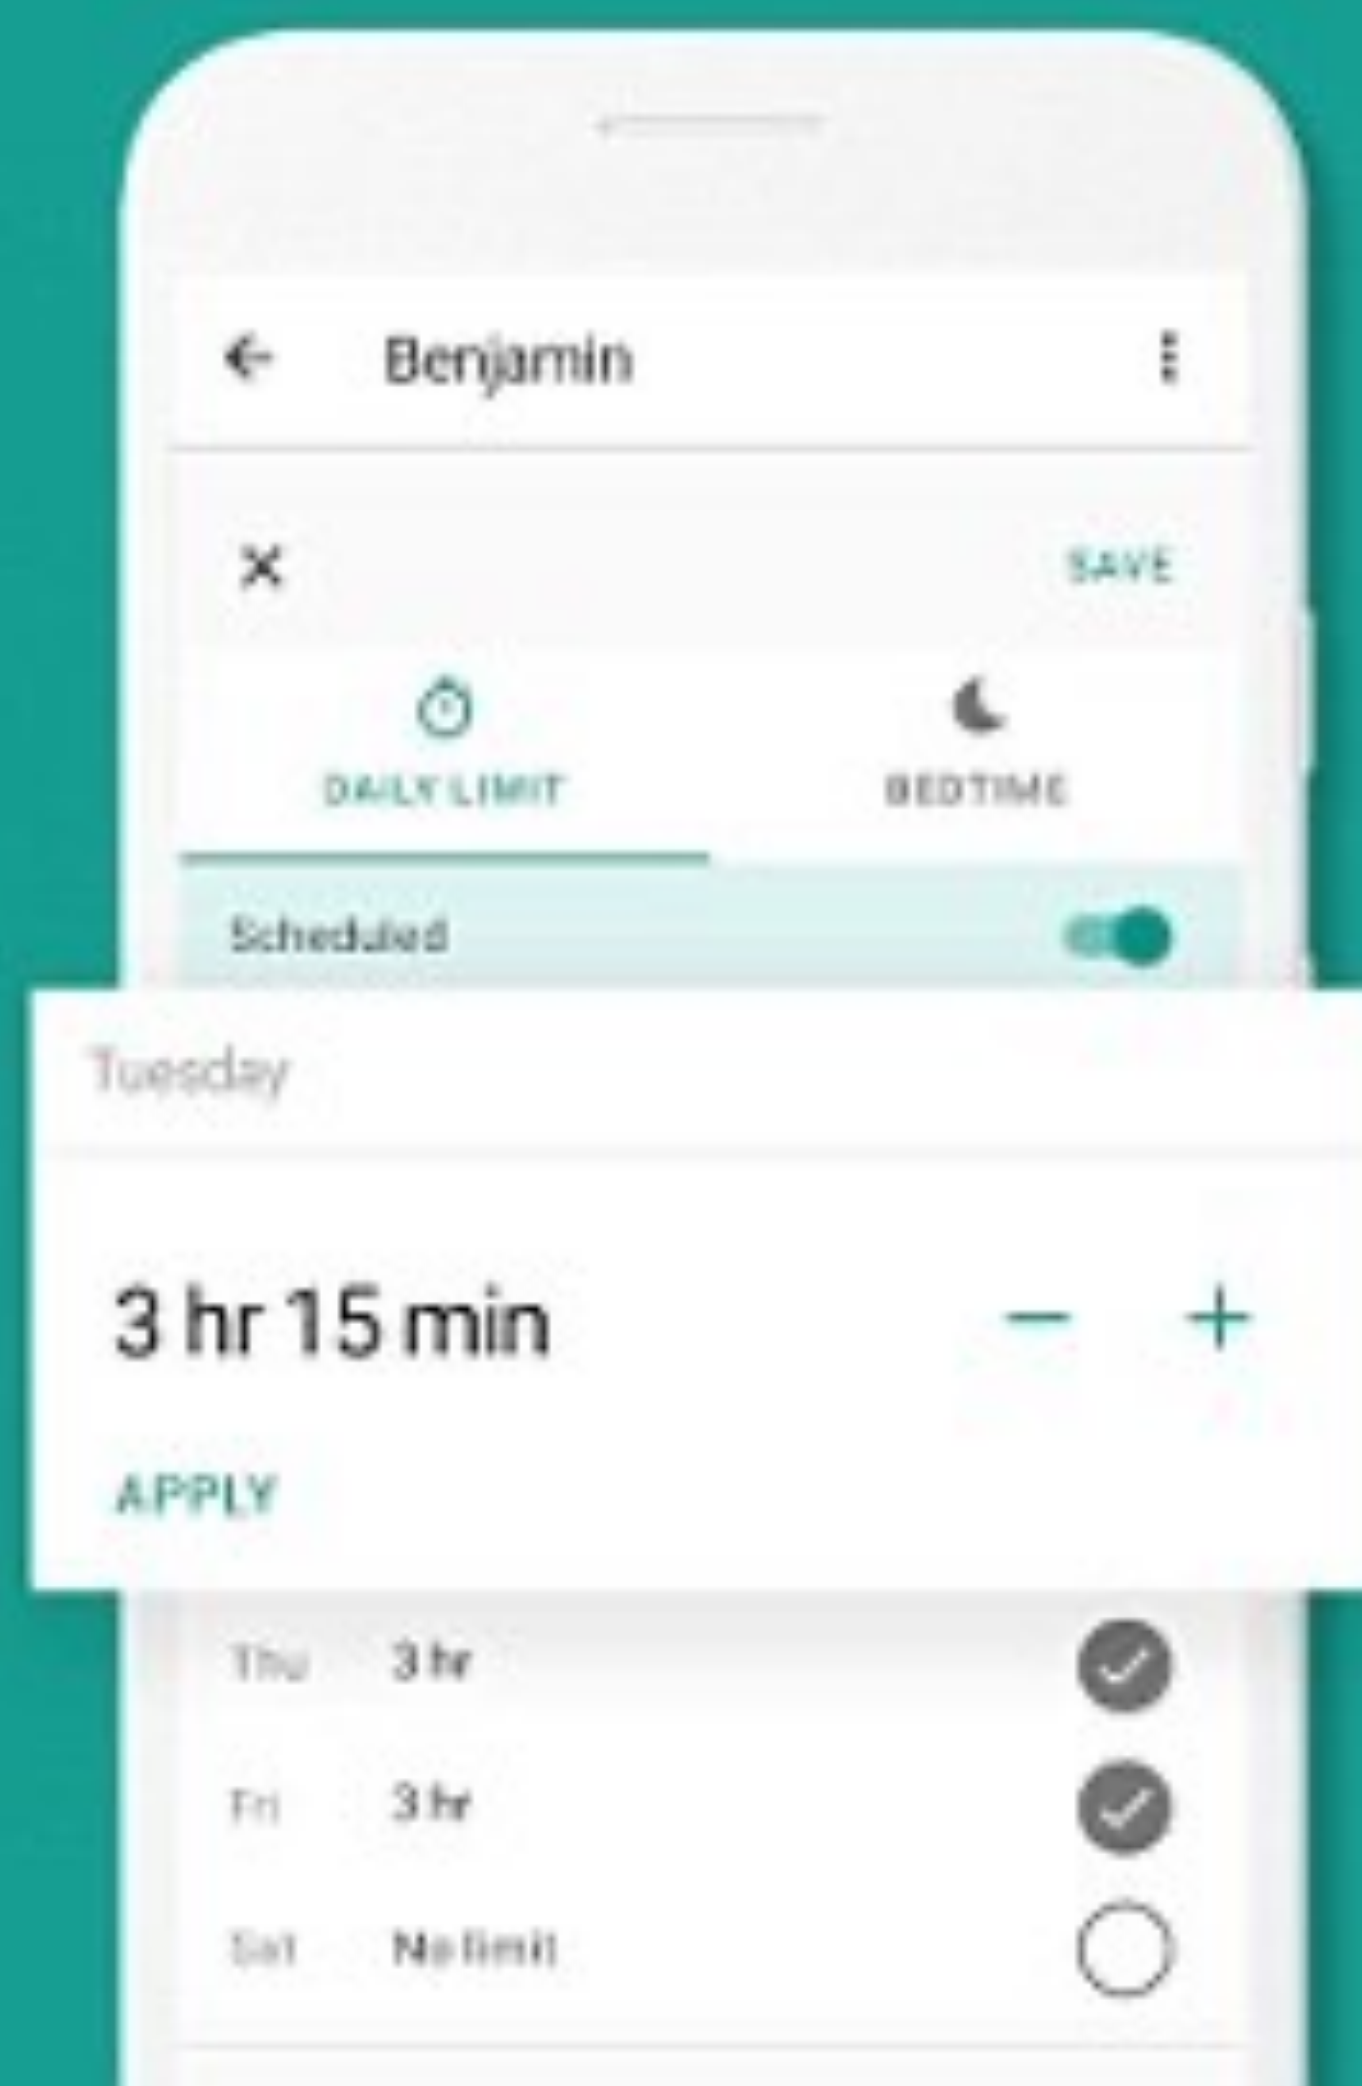 Benjamin
SAVE
DAILY LIMIT
BEDTIME
Scheduled
Tuesday
3 hr 15 min
APPLY
Thu 3 hr
Fri 3 hr
Sat No limit